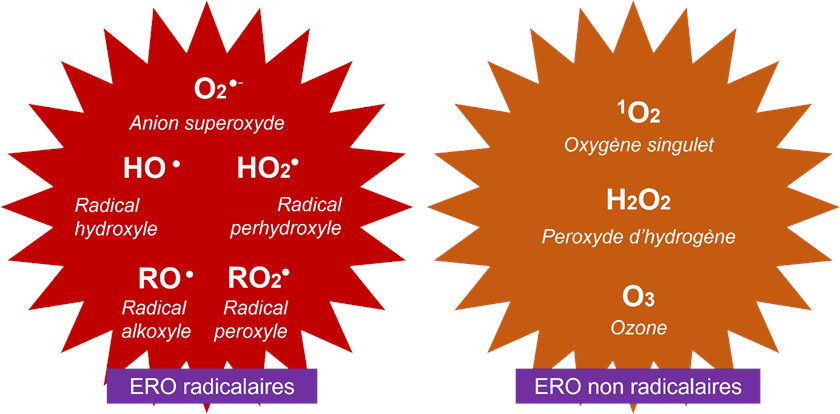 O₂•-
Anion superoxyde
HO • HO₂•
Radical hydroxyle
Radical perhydroxyle
RO • RO₂•
Radical alkoxyle
Radical peroxyle
ERO radicalaires
¹O₂
Oxygène singulet
H₂O₂
Peroxyde d’hydrogène
O₃
Ozone
ERO non radicalaires